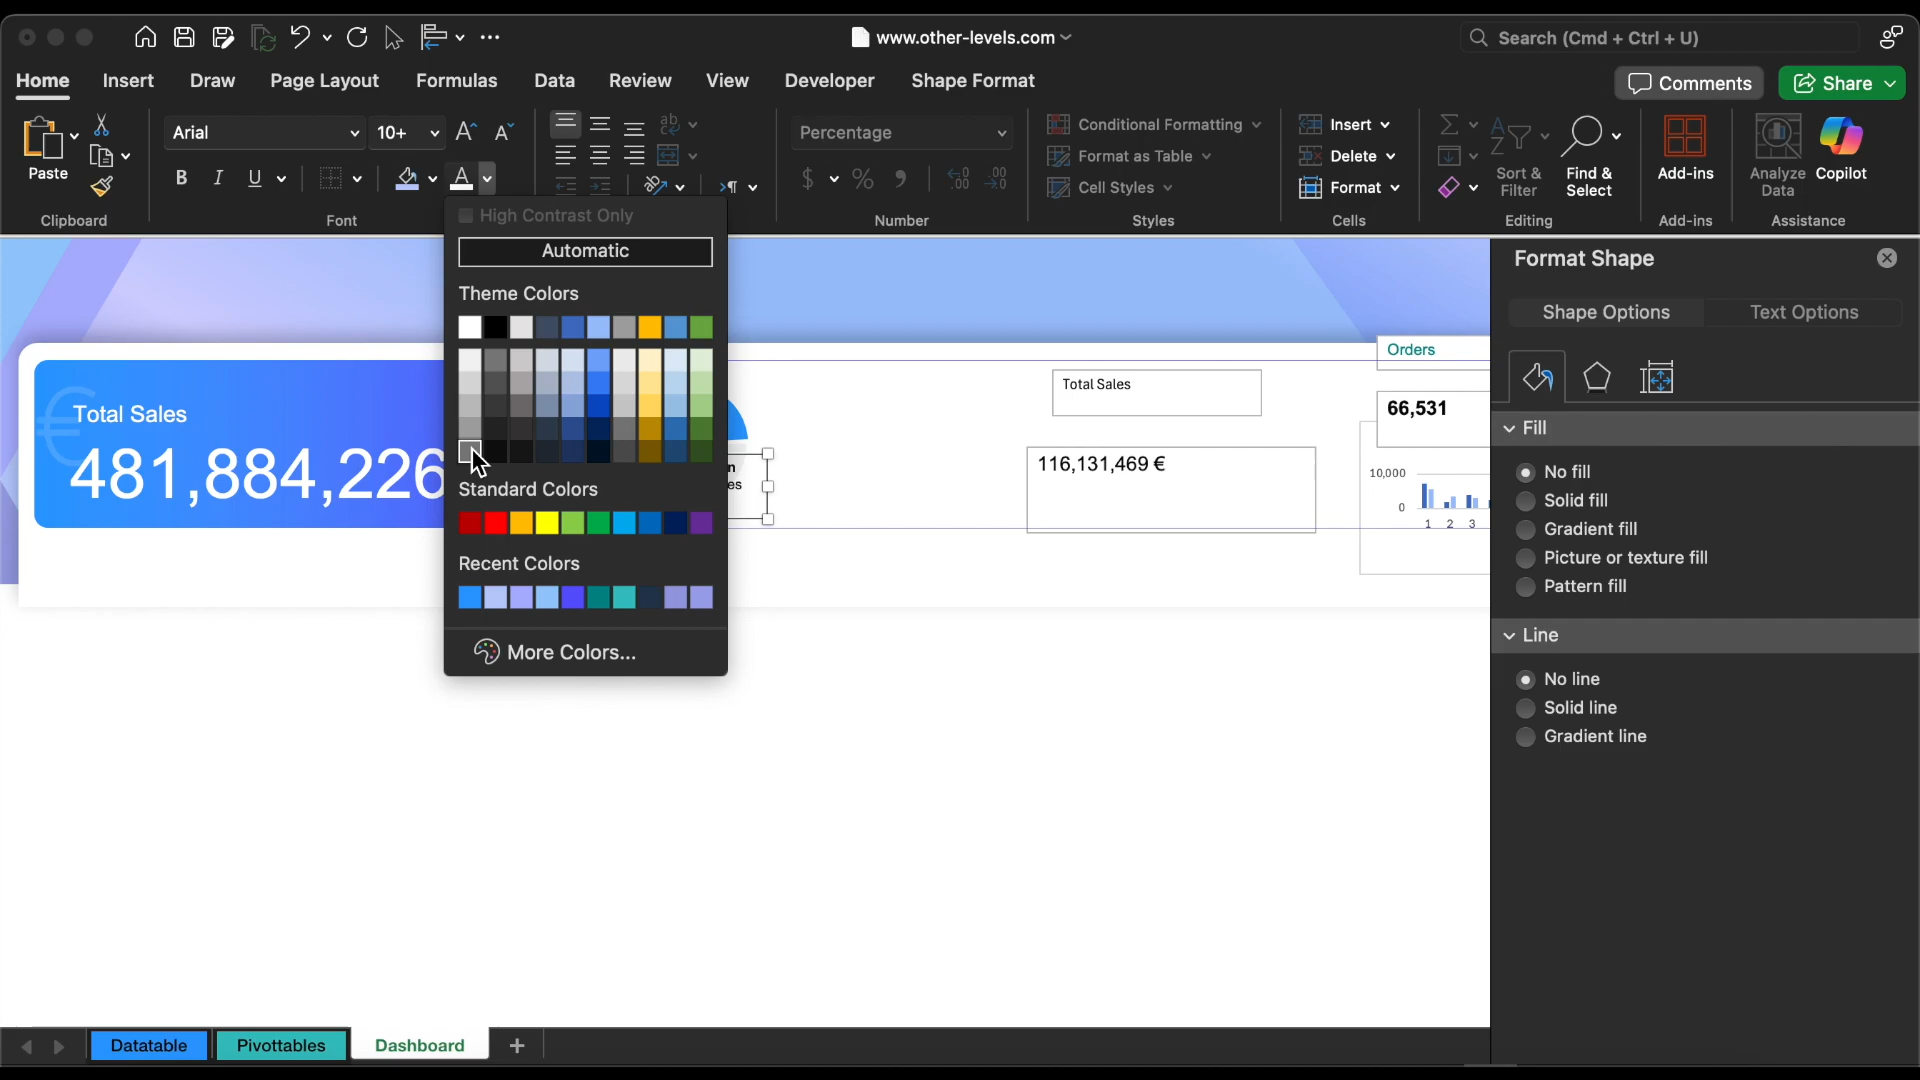 www.other-levels.com
Search (Cmd + Ctrl + U)
Home Insert Draw Page Layout Formulas Data Review View Developer Shape Format
Comments Share
Paste
Arial 10+
B I U A
Percentage
$ % 9
Conditional Formatting
Format as Table
Cell Styles
Insert
Delete
Format
Sort & Filter
Find & Select
Add-ins
Analyze Data
Copilot
Clipboard Font Number Styles Cells Editing Add-ins Assistance
High Contrast Only
Automatic
Theme Colors
Standard Colors
Recent Colors
More Colors...
€
Total Sales
481,884,226
n
es
Total Sales
116,131,469 €
Orders
66,531
10,000
0
1 2 3
Format Shape
Shape Options Text Options
Fill
No fill
Solid fill
Gradient fill
Picture or texture fill
Pattern fill
Line
No line
Solid line
Gradient line
Datatable Pivottables Dashboard +